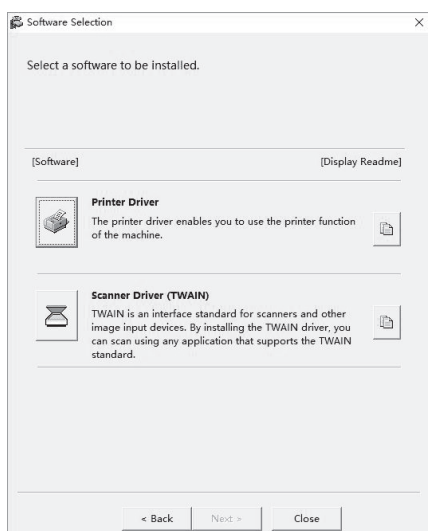 Software Selection
Select a software to be installed.
[Software] [Display Readme]
Printer Driver
The printer driver enables you to use the printer function
of the machine.
Scanner Driver (TWAIN)
TWAIN is an interface standard for scanners and other
image input devices. By installing the TWAIN driver, you
can scan using any application that supports the TWAIN
standard.
< Back Next > Close